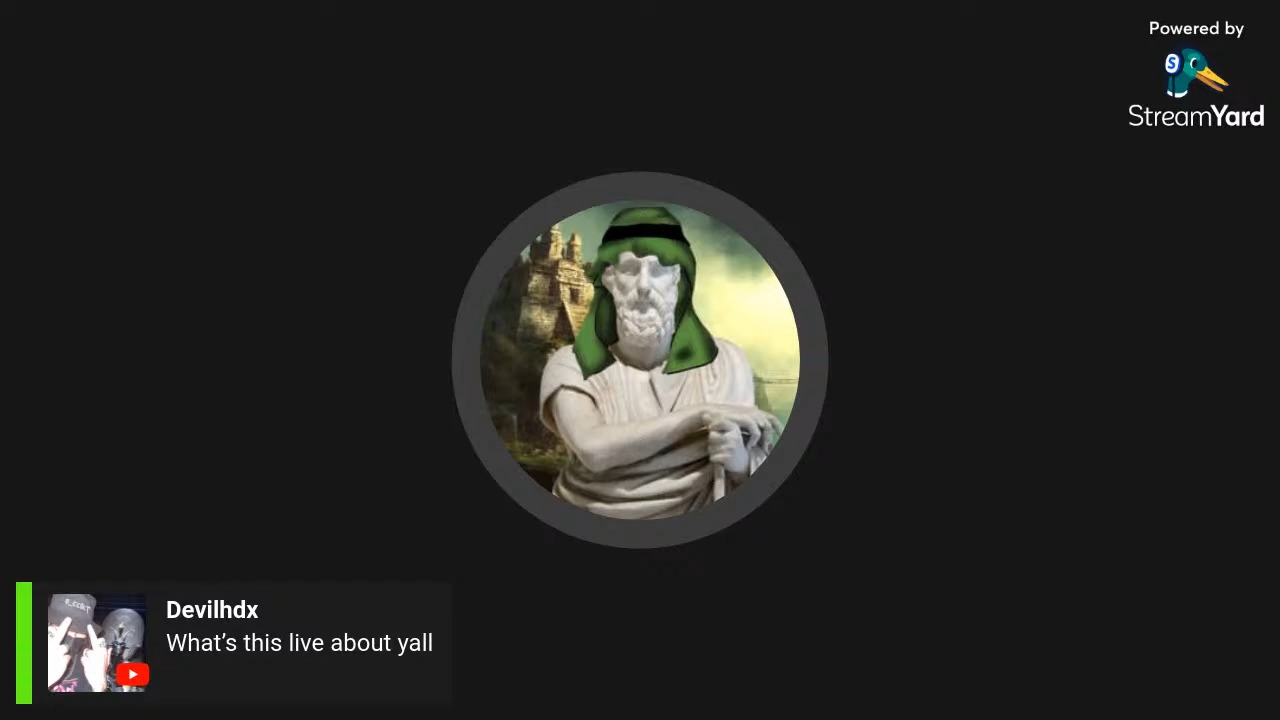 Powered by
S
StreamYard
Devilhdx
What’s this live about yall